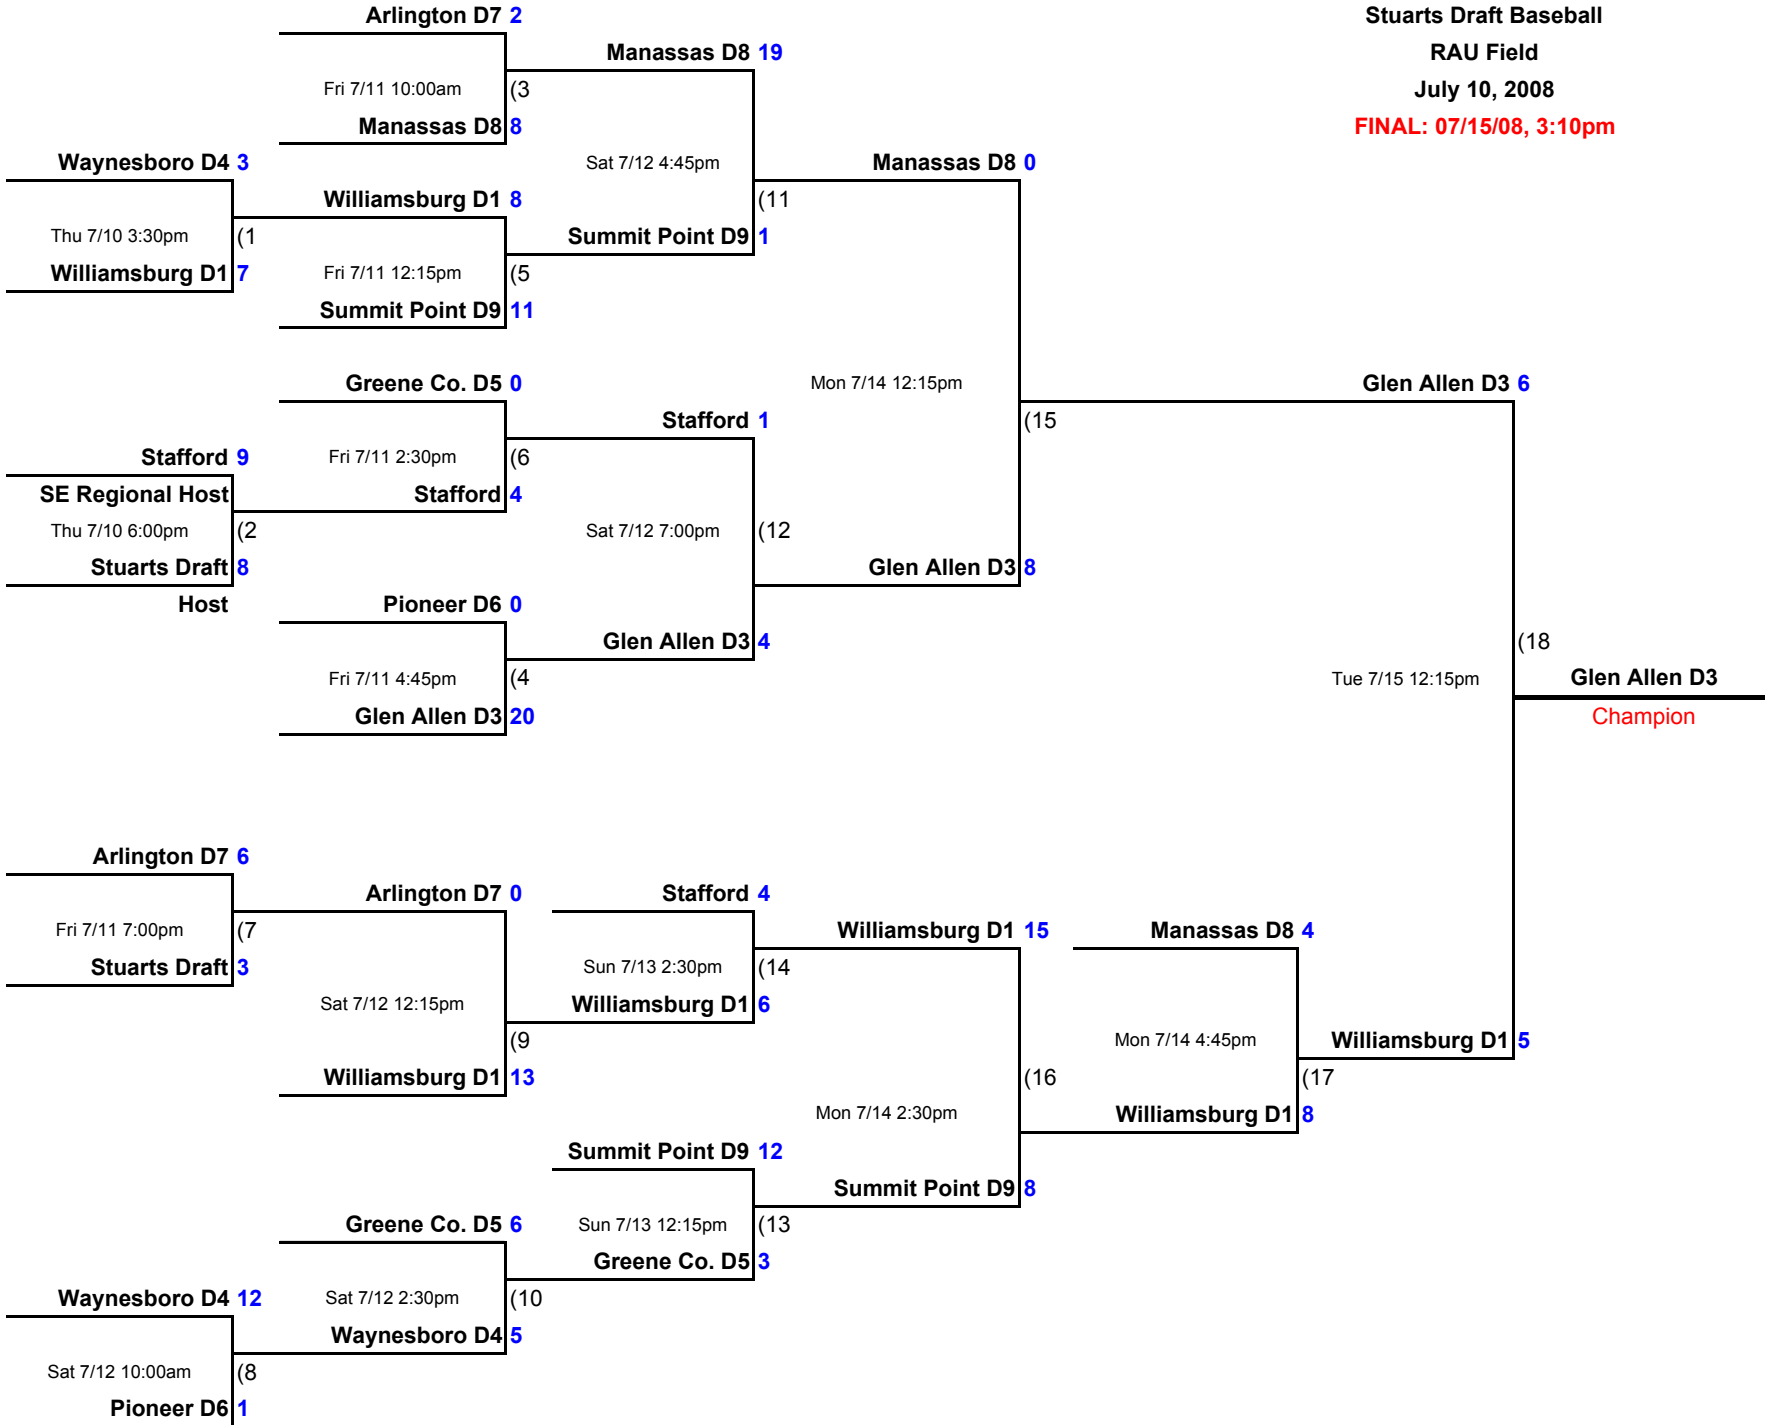 Arlington D7 2
Stuarts Draft Baseball
Manassas D8 19
RAU Field
Fri 7/11 10:00am (3
July 10, 2008
Manassas D8 8
FINAL: 07/15/08, 3:10pm
Waynesboro D4 3
Sat 7/12 4:45pm
Manassas D8 0
Williamsburg D1 8
(11
Thu 7/10 3:30pm (1
Summit Point D9 1
Williamsburg D1 7
Fri 7/11 12:15pm (5
Summit Point D9 11
Greene Co. D5 0
Mon 7/14 12:15pm
Glen Allen D3 6
Stafford 1
(15
Stafford 9
Fri 7/11 2:30pm (6
SE Regional Host
Stafford 4
Thu 7/10 6:00pm (2
Sat 7/12 7:00pm (12
Stuarts Draft 8
Glen Allen D3 8
Host
Pioneer D6 0
Glen Allen D3 4
(18
Fri 7/11 4:45pm (4
Tue 7/15 12:15pm
Glen Allen D3
Glen Allen D3 20
Champion
Arlington D7 6
Arlington D7 0
Stafford 4
Fri 7/11 7:00pm (7
Williamsburg D1 15
Manassas D8 4
Stuarts Draft 3
Sun 7/13 2:30pm (14
Sat 7/12 12:15pm
Williamsburg D1 6
(9
Mon 7/14 4:45pm
Williamsburg D1 5
Williamsburg D1 13
(16
(17
Mon 7/14 2:30pm
Williamsburg D1 8
Summit Point D9 12
Summit Point D9 8
Greene Co. D5 6
Sun 7/13 12:15pm (13
Greene Co. D5 3
Waynesboro D4 12
Sat 7/12 2:30pm (10
Waynesboro D4 5
Sat 7/12 10:00am (8
Pioneer D6 1